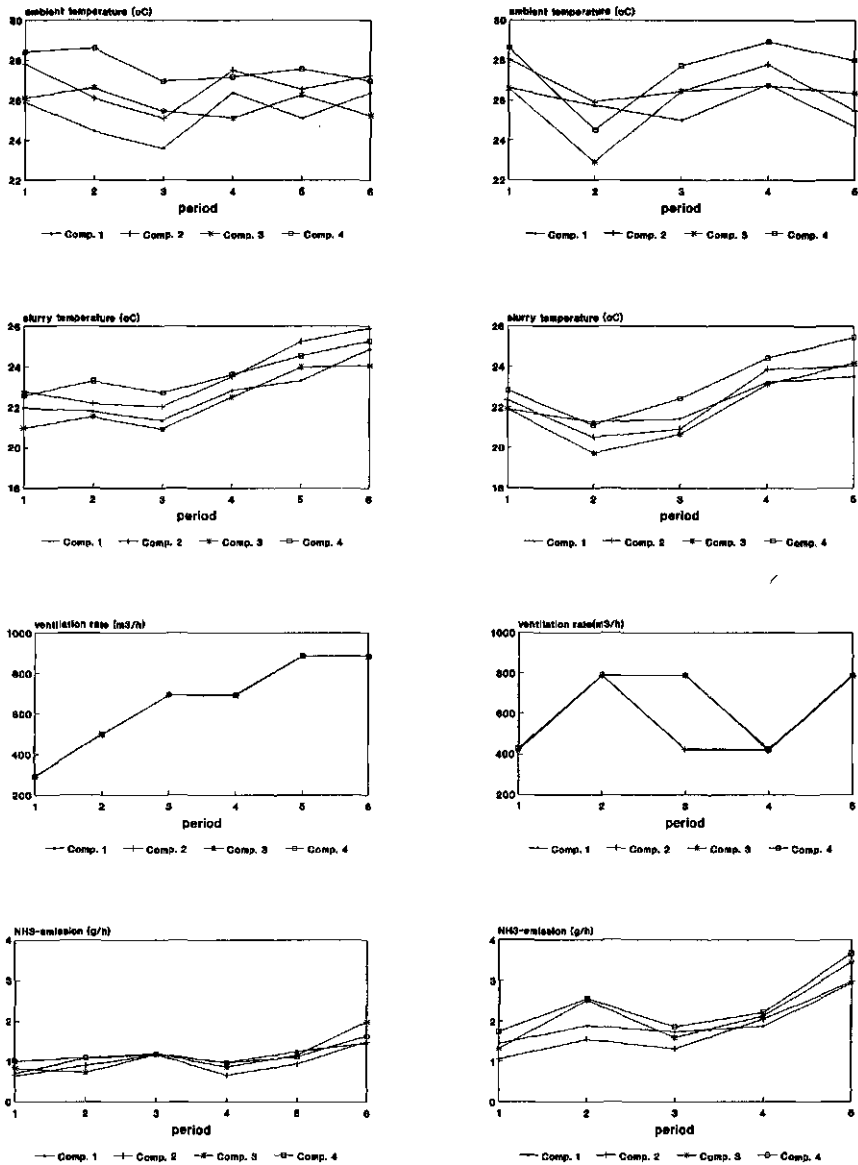 ambient temperature (oC)
30
28
26
24
22
1 2 3 4 5 6
period
Comp. 1 Comp. 2 Comp. 3 Comp. 4
ambient temperature (oC)
30
28
26
24
22
1 2 3 4 5
period
Comp. 1 Comp. 2 Comp. 3 Comp. 4
slurry temperature (oC)
26
24
22
20
18
1 2 3 4 5 6
period
Comp. 1 Comp. 2 Comp. 3 Comp. 4
slurry temperature (oC)
26
24
22
20
18
1 2 3 4 5
period
Comp. 1 Comp. 2 Comp. 3 Comp. 4
ventilation rate (m3/h)
1000
800
600
400
200
1 2 3 4 5 6
period
Comp. 1 Comp. 2 Comp. 3 Comp. 4
ventilation rate(m3/h)
1000
800
600
400
200
1 2 3 4 5
period
Comp. 1 Comp. 2 Comp. 3 Comp. 4
NH3-emission (g/h)
4
3
2
1
0
1 2 3 4 5 6
period
Comp. 1 Comp. 2 Comp. 3 Comp. 4
NH3-emission (g/h)
4
3
2
1
0
1 2 3 4 5
period
Comp. 1 Comp. 2 Comp. 3 Comp. 4